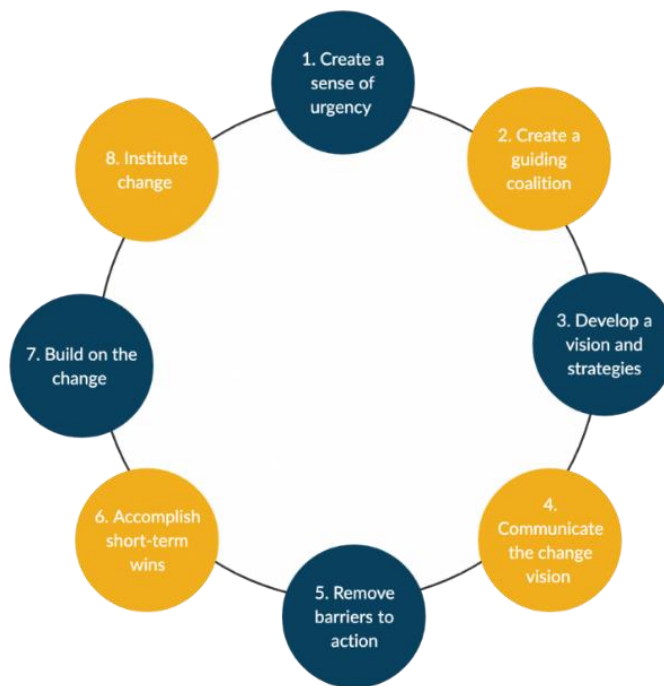 1. Create a
sense of
urgency
2. Create a
guiding
coalition
3. Develop a
vision and
strategies
4.
Communicate
the change
vision
5. Remove
barriers to
action
6. Accomplish
short-term
wins
7. Build on the
change
8. Institute
change